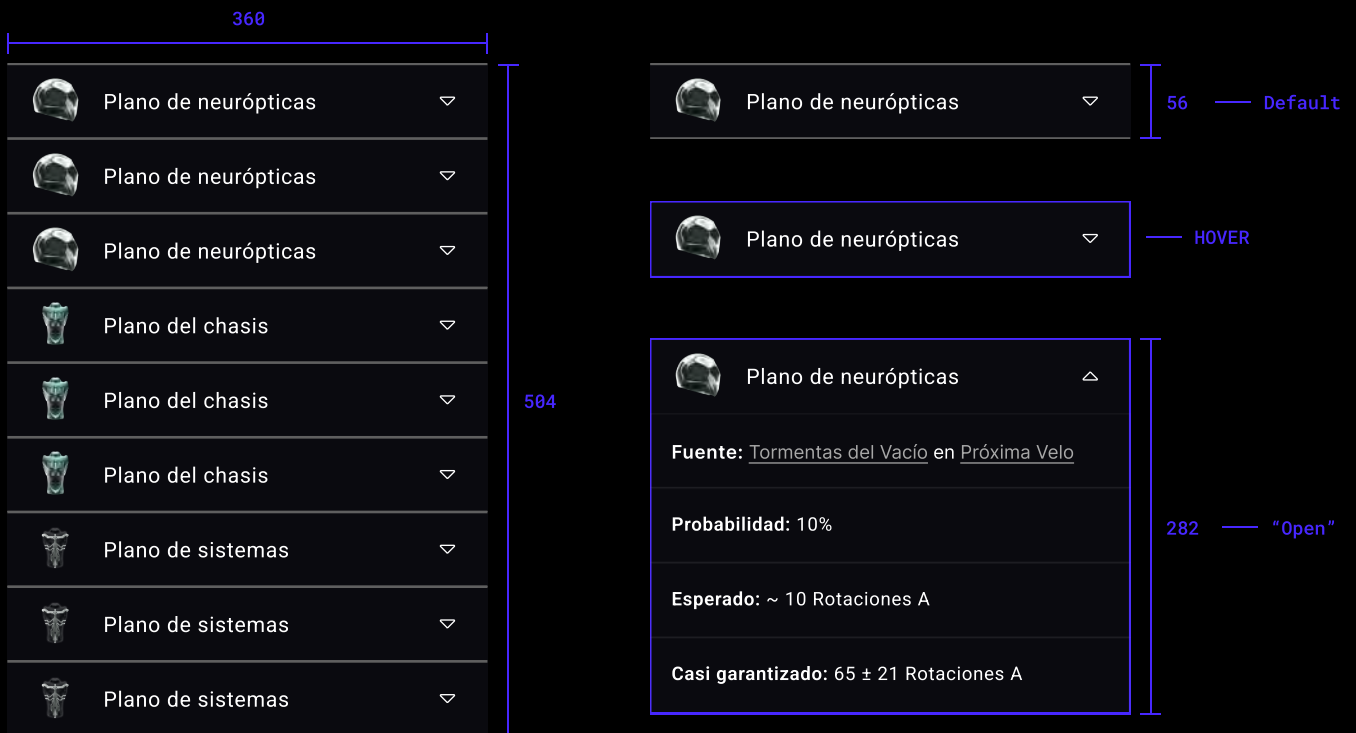 360
Plano de neurópticas
Plano de neurópticas
Plano de neurópticas
Plano del chasis
Plano del chasis
Plano del chasis
Plano de sistemas
Plano de sistemas
Plano de sistemas
504
Plano de neurópticas
56
Default
Plano de neurópticas
HOVER
Plano de neurópticas
Fuente: Tormentas del Vacío en Próxima Velo
Probabilidad: 10%
Esperado: ~ 10 Rotaciones A
Casi garantizado: 65 ± 21 Rotaciones A
282
“Open”